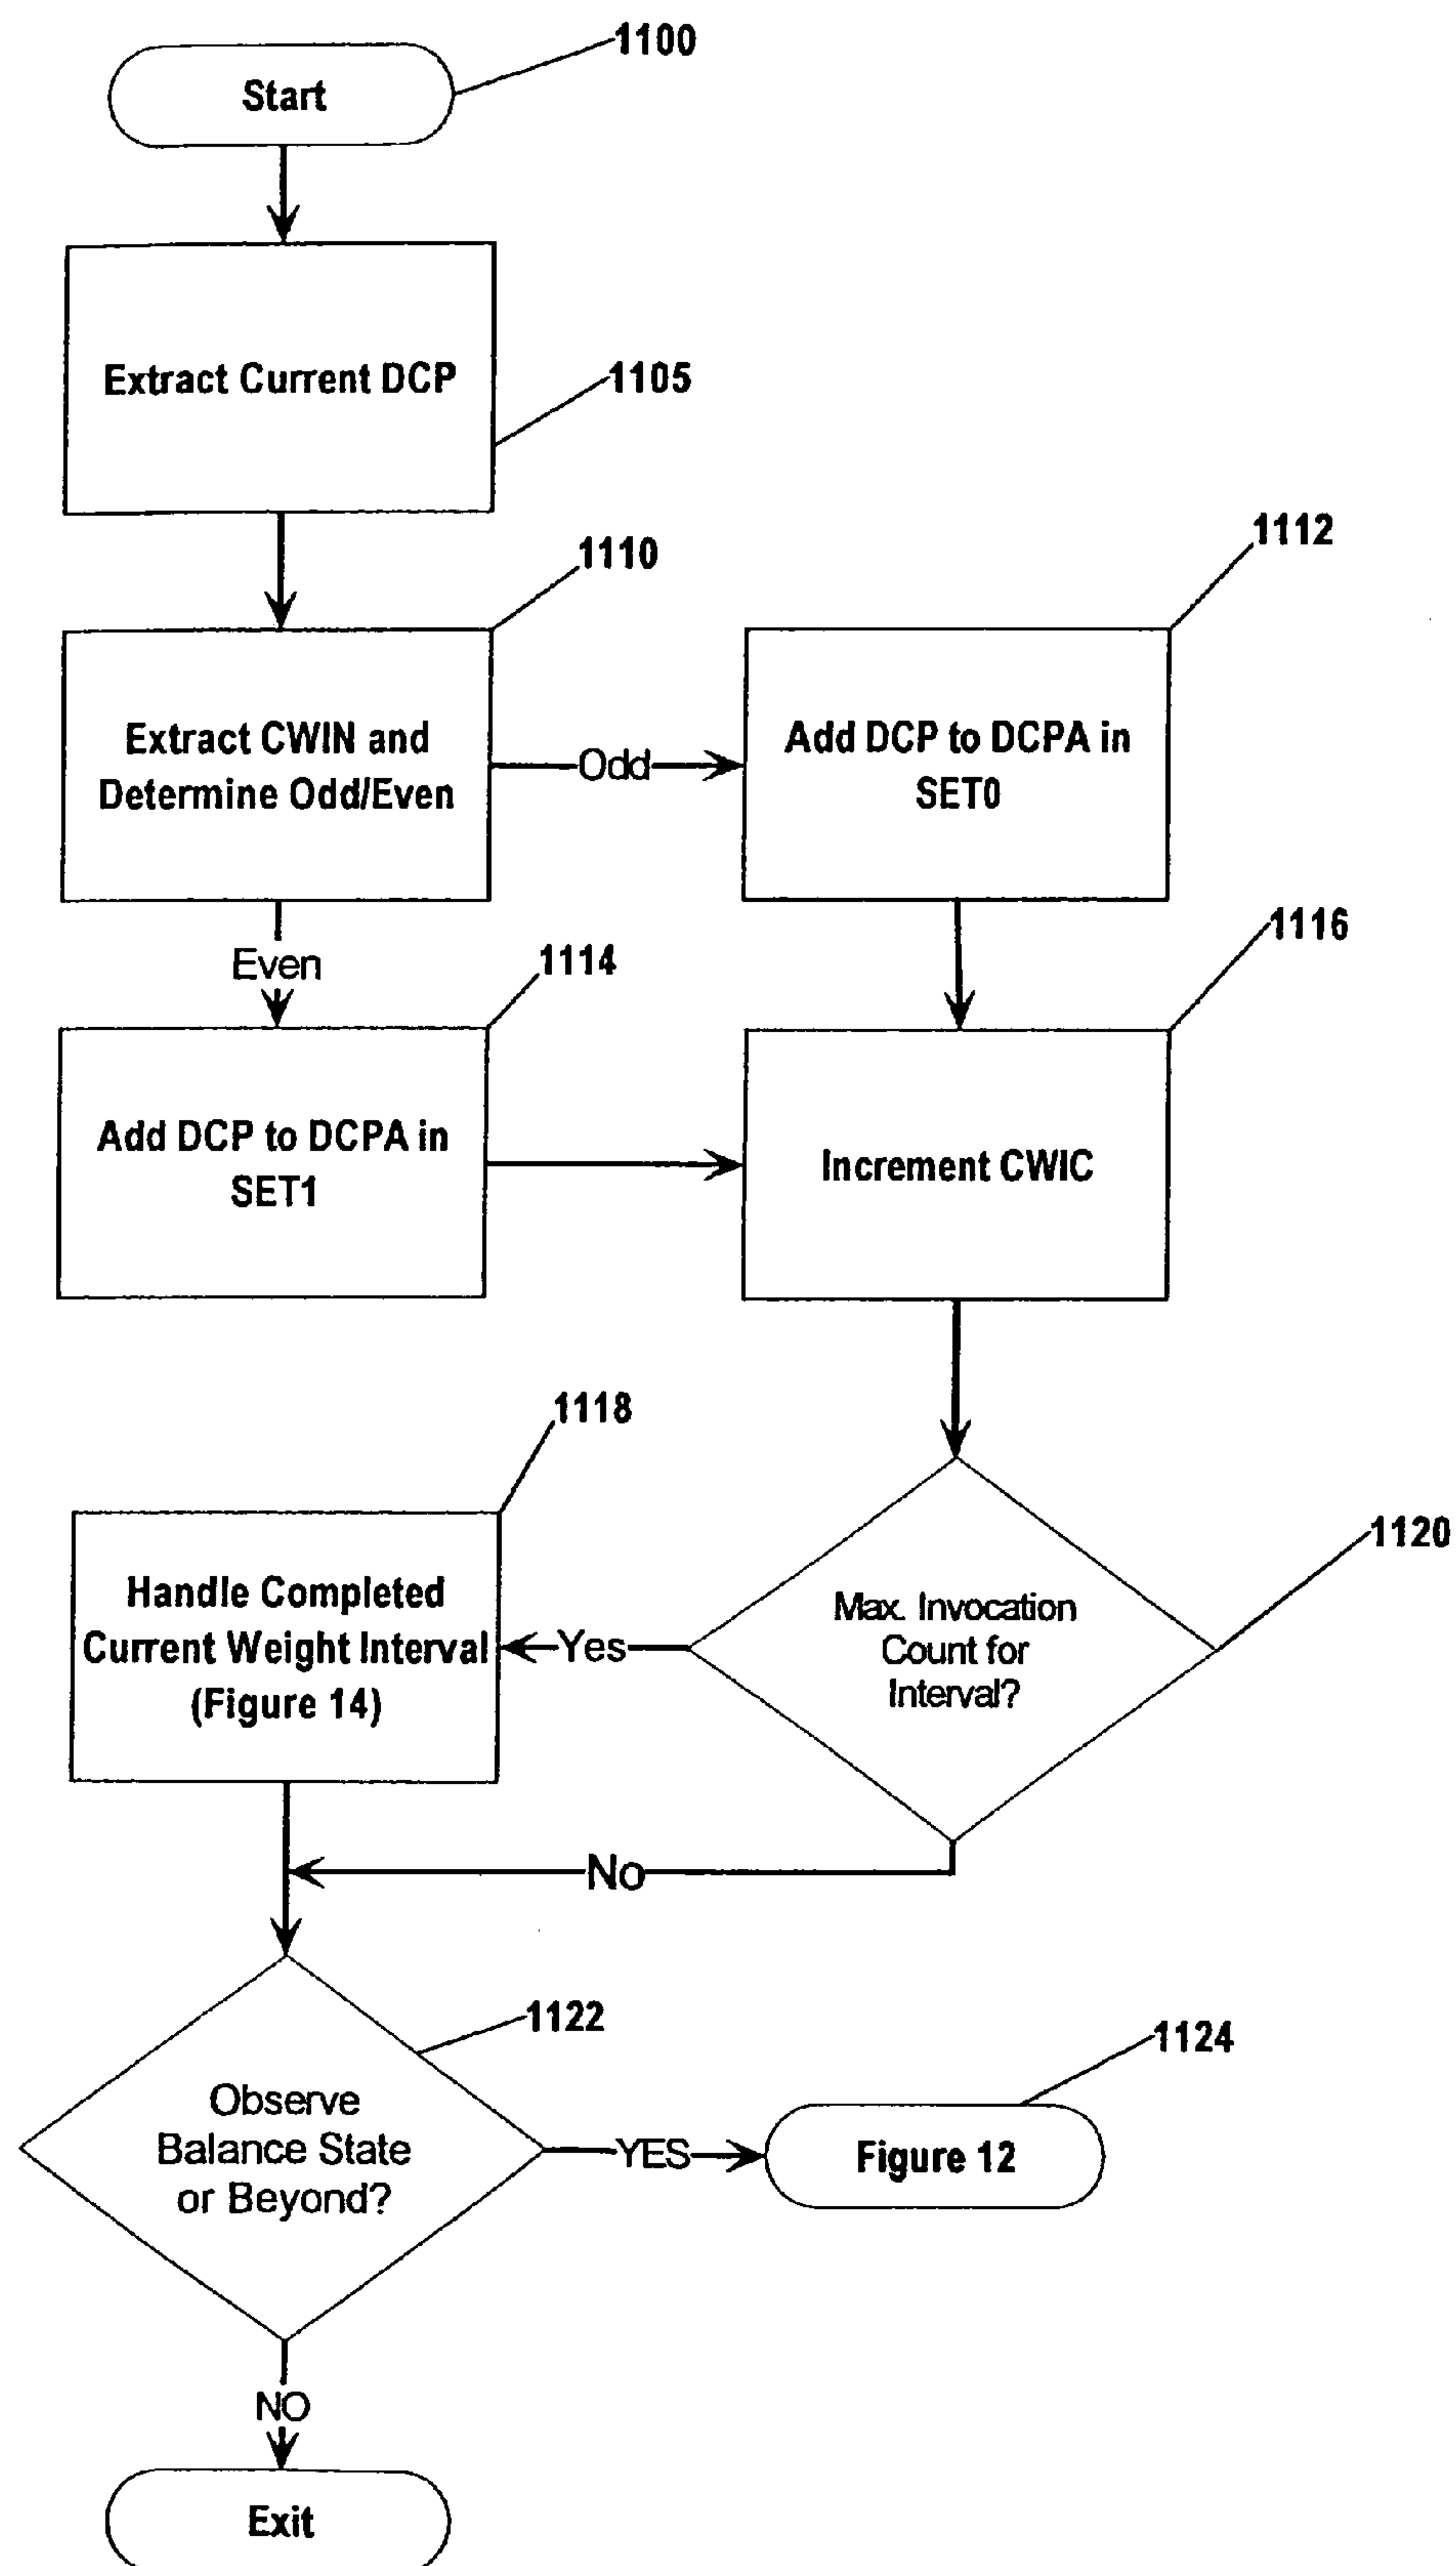 1100
Start
Extract Current DCP
1105
1110
1112
Extract CWIN and
Determine Odd/Even
Odd
Add DCP to DCPA in
SET0
Even
1114
1116
Add DCP to DCPA in
SET1
Increment CWIC
1118
1120
Handle Completed
Current Weight Interval
(Figure 14)
Yes
Max. Invocation
Count for
Interval?
No
1122
1124
Observe
Balance State
or Beyond?
YES
Figure 12
NO
Exit